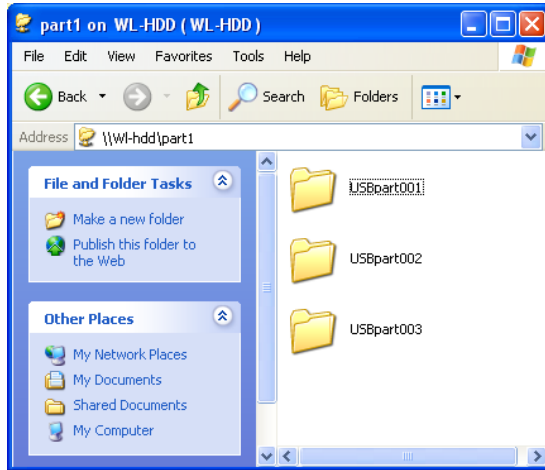 part1 on WL-HDD ( WL-HDD )
File Edit View Favorites Tools Help
Back Search Folders
Address \\Wl-hdd\part1
File and Folder Tasks
Make a new folder
Publish this folder to
the Web
Other Places
My Network Places
My Documents
Shared Documents
My Computer
USBpart001
USBpart002
USBpart003